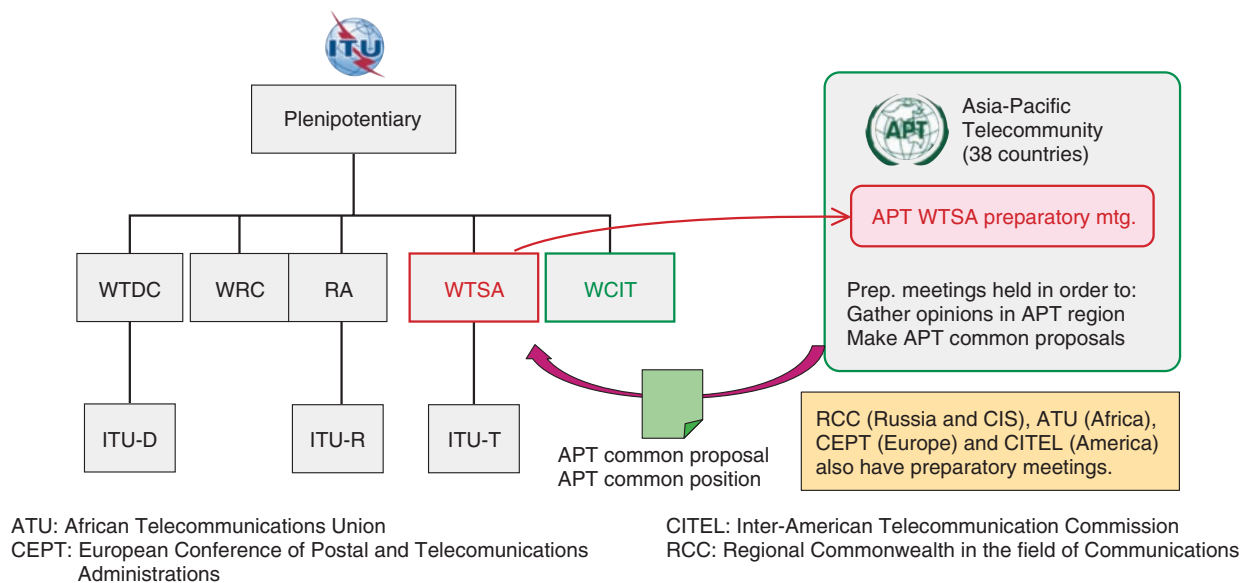 ITU
Plenipotentiary
WTDC
WRC
RA
WTSA
WCIT
ITU-D
ITU-R
ITU-T
APT
Asia-Pacific
Telecommunity
(38 countries)
APT WTSA preparatory mtg.
Prep. meetings held in order to:
Gather opinions in APT region
Make APT common proposals
APT common proposal
APT common position
RCC (Russia and CIS), ATU (Africa),
CEPT (Europe) and CITEL (America)
also have preparatory meetings.
ATU: African Telecommunications Union
CEPT: European Conference of Postal and Telecomunications
Administrations
CITEL: Inter-American Telecommunication Commission
RCC: Regional Commonwealth in the field of Communications